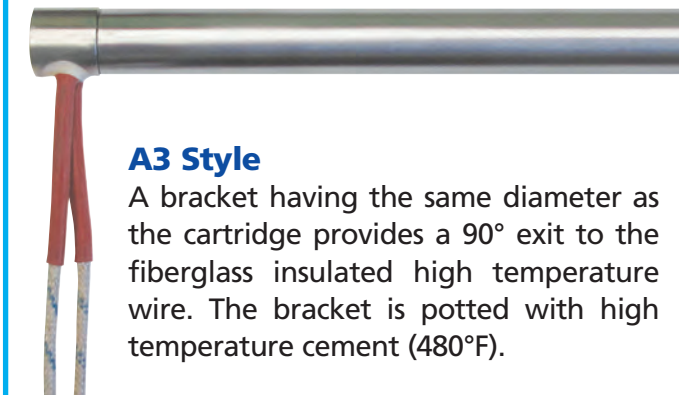 A3 Style
A bracket having the same diameter as
the cartridge provides a 90° exit to the
fiberglass insulated high temperature
wire. The bracket is potted with high
temperature cement (480°F).